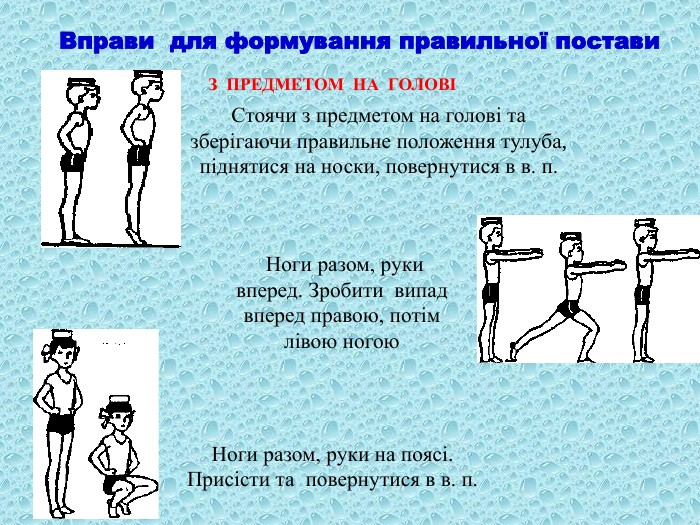 Вправи для формування правильної постави
З ПРЕДМЕТОМ НА ГОЛОВІ
Стоячи з предметом на голові та
зберігаючи правильне положення тулуба,
піднятися на носки, повернутися в в. п.
Ноги разом, руки
вперед. Зробити випад
вперед правою, потім
лівою ногою
Ноги разом, руки на поясі.
Присісти та повернутися в в. п.